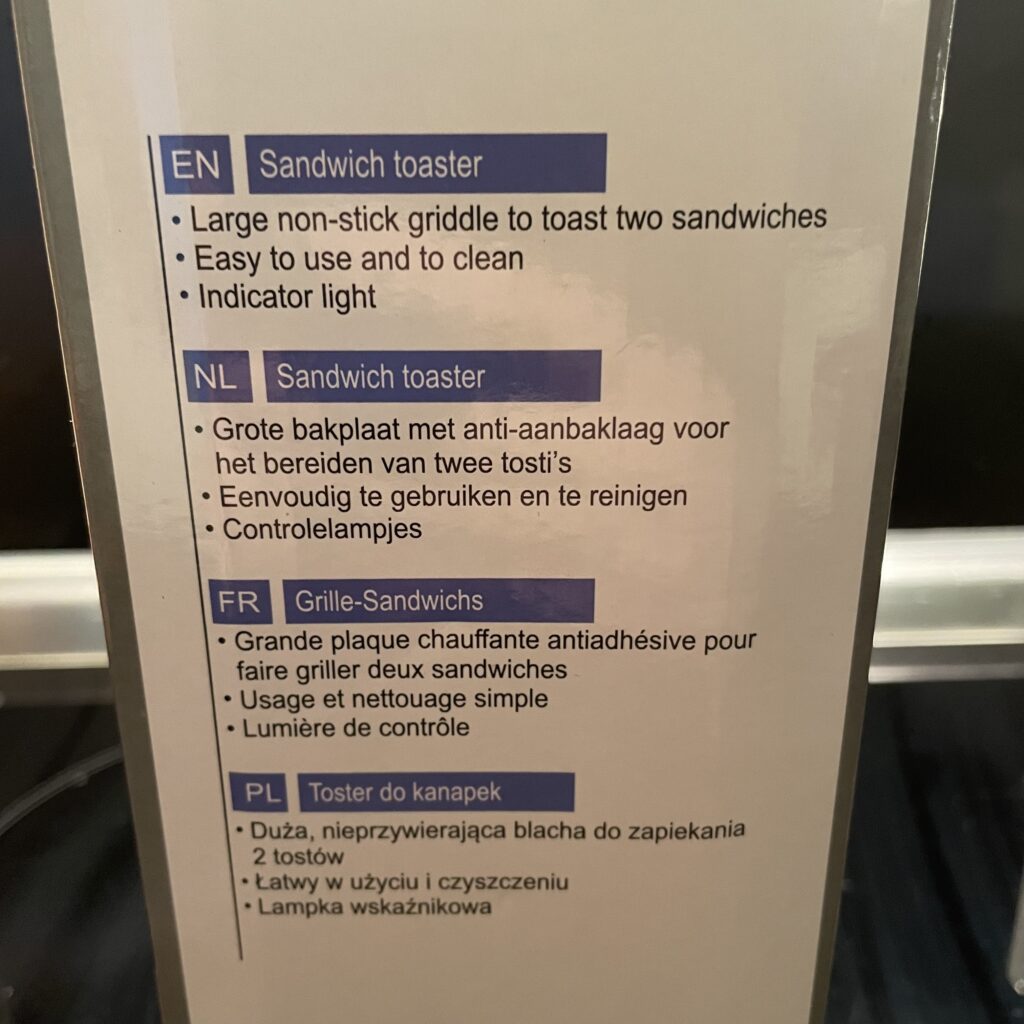 EN Sandwich toaster
• Large non-stick griddle to toast two sandwiches
• Easy to use and to clean
• Indicator light
NL Sandwich toaster
• Grote bakplaat met anti-aanbaklaag voor
het bereiden van twee tosti's
• Eenvoudig te gebruiken en te reinigen
• Controlelampjes
FR Grille-Sandwichs
• Grande plaque chauffante antiadhésive pour
faire griller deux sandwiches
• Usage et nettouage simple
• Lumière de contrôle
PL Toster do kanapek
• Duża, nieprzywierająca blacha do zapiekania
2 tostów
• Łatwy w użyciu i czyszczeniu
• Lampka wskaźnikowa